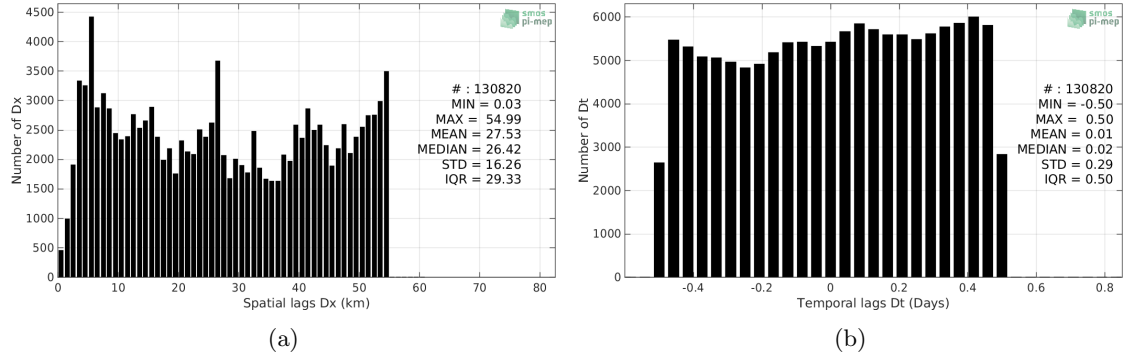 smos
pi-mep
4500
4000
3500
3000
2500
2000
1500
1000
500
0
Number of Dx
# : 130820
MIN = 0.03
MAX = 54.99
MEAN = 27.53
MEDIAN = 26.42
STD = 16.26
IQR = 29.33
0 10 20 30 40 50 60 70 80
Spatial lags Dx (km)
(a)
smos
pi-mep
6000
5000
4000
3000
2000
1000
0
Number of Dt
# : 130820
MIN = -0.50
MAX = 0.50
MEAN = 0.01
MEDIAN = 0.02
STD = 0.29
IQR = 0.50
-0.4 -0.2 0 0.2 0.4 0.6 0.8
Temporal lags Dt (Days)
(b)